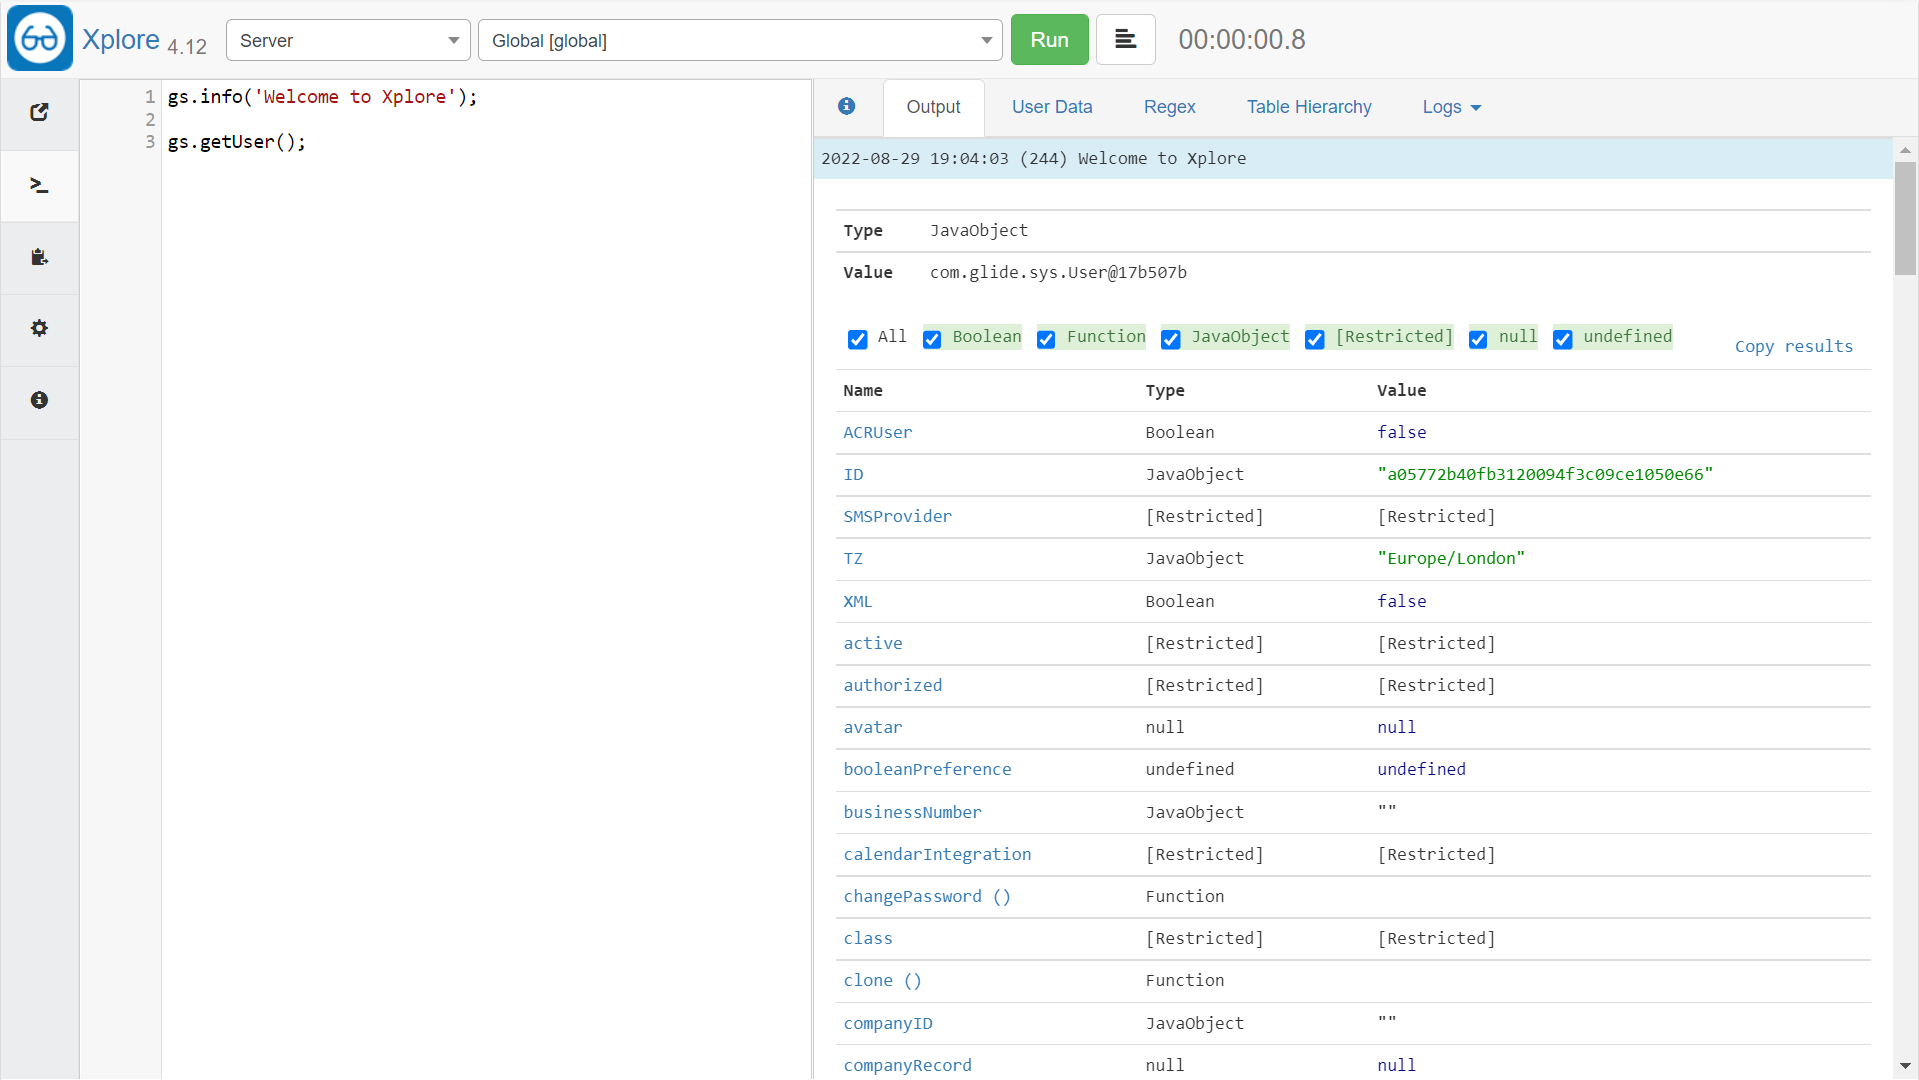 Xplore 4.12 Server Global [global] Run 00:00:00.8
1 gs.info('Welcome to Xplore');
2
3 gs.getUser();
Output User Data Regex Table Hierarchy Logs
2022-08-29 19:04:03 (244) Welcome to Xplore
Type JavaObject
Value com.glide.sys.User@17b507b
All Boolean Function JavaObject [Restricted] null undefined
Copy results
Name Type Value
ACRUser Boolean false
ID JavaObject "a05772b40fb3120094f3c09ce1050e66"
SMSProvider [Restricted] [Restricted]
TZ JavaObject "Europe/London"
XML Boolean false
active [Restricted] [Restricted]
authorized [Restricted] [Restricted]
avatar null null
booleanPreference undefined undefined
businessNumber JavaObject ""
calendarIntegration [Restricted] [Restricted]
changePassword () Function
class [Restricted] [Restricted]
clone () Function
companyID JavaObject ""
companyRecord null null